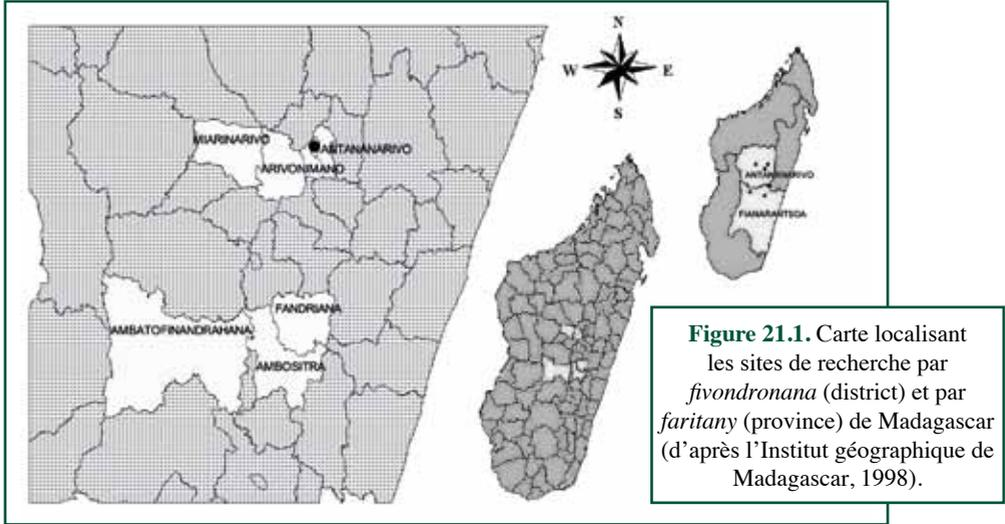 N
W E
S
MIARINARIVO
ANTANANARIVO
ARIVONIMAMO
FANDRIANA
AMBATOFINANDRAHANA
AMBOSITRA
ANTANANARIVO
FIANARANTSOA
Figure 21.1. Carte localisant
les sites de recherche par
fivondronana (district) et par
faritany (province) de Madagascar
(d’après l’Institut géographique de
Madagascar, 1998).